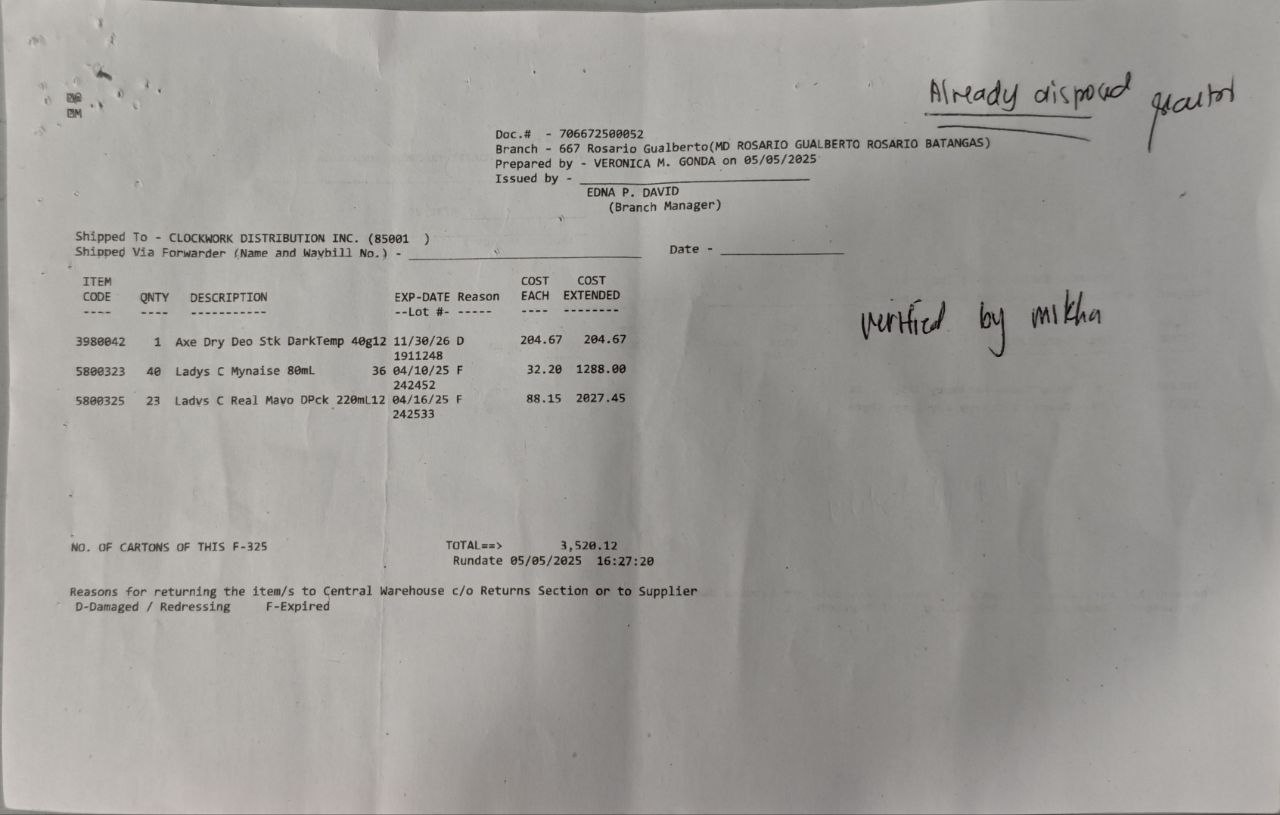 Already disposed
Doc.# - 706672500052
Branch - 667 Rosario Gualberto(MD ROSARIO GUALBERTO ROSARIO BATANGAS)
Prepared by - VERONICA M. GONDA on 05/05/2025
Issued by -
EDNA P. DAVID
(Branch Manager)
Shipped To - CLOCKWORK DISTRIBUTION INC. (85001 )
Shipped Via Forwarder (Name and Waybill No.) - Date -
ITEM COST COST
CODE QNTY DESCRIPTION EXP-DATE Reason EACH EXTENDED
---- ---- ----------- --Lot #- ----- ---- --------
3980042 1 Axe Dry Deo Stk DarkTemp 40g12 11/30/26 D 204.67 204.67
1911248
5800323 40 Ladys C Mynaise 80mL 36 04/10/25 F 32.20 1288.00
242452
5800325 23 Ladys C Real Mayo DPck 220mL12 04/16/25 F 88.15 2027.45
242533
verified by mikha
NO. OF CARTONS OF THIS F-325 TOTAL==> 3,520.12
Rundate 05/05/2025 16:27:20
Reasons for returning the item/s to Central Warehouse c/o Returns Section or to Supplier
D-Damaged / Redressing F-Expired